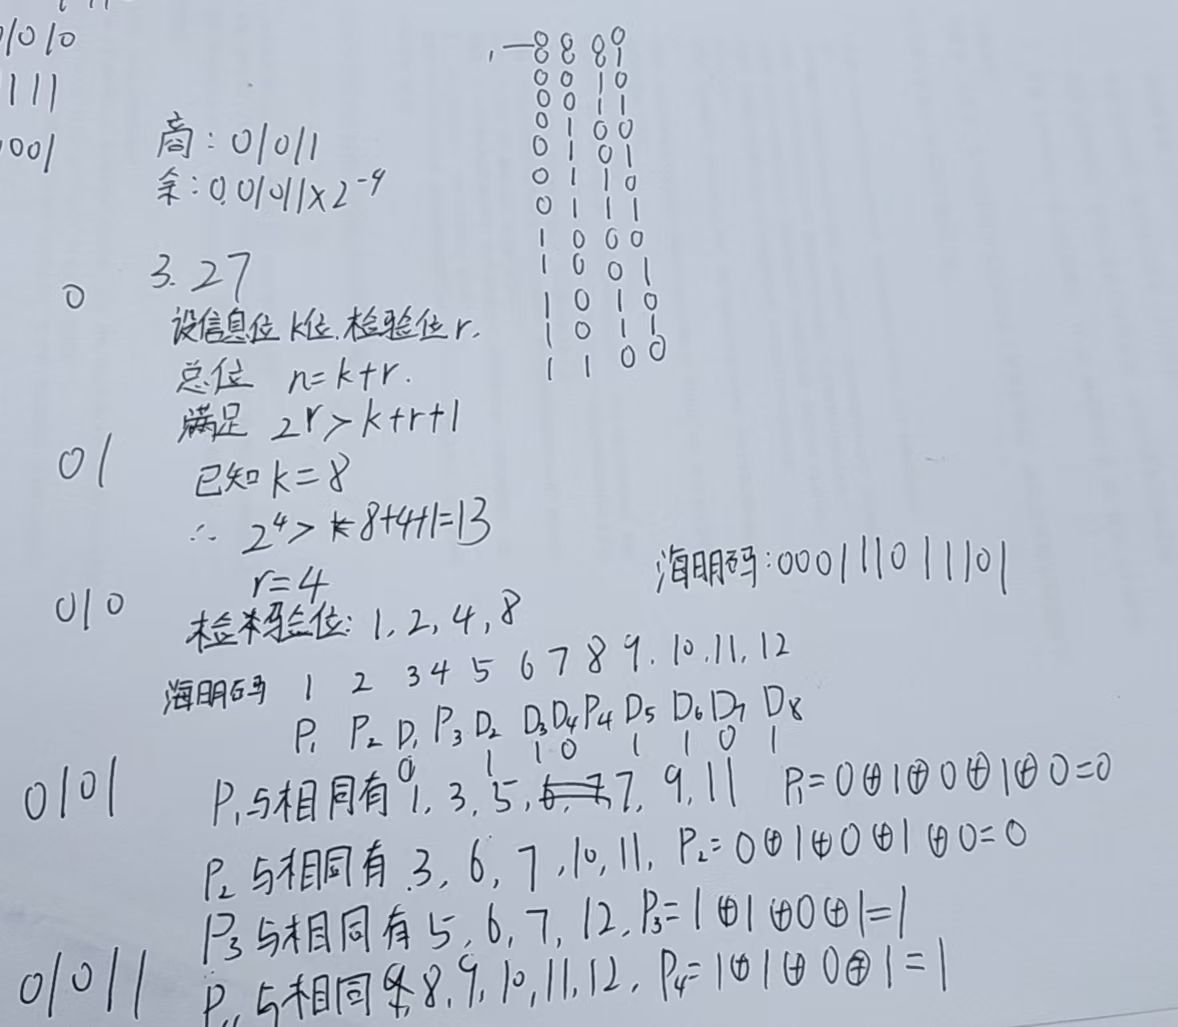 01010
111
001
商:01011
余:0.01011×2⁻⁴
0000
0001
0010
0011
0100
0101
0110
0111
1000
1001
1010
1011
1100
3.27
0
设信息位k位.检验位r.
总位 n=k+r.
满足 2^r>k+r+1
01
已知k=8
∴ 2⁴>8+4+1=13
r=4
海明码:000111011101
010
检验位:1,2,4,8
海明码 1 2 3 4 5 6 7 8 9.10.11.12
P₁ P₂ D₁ P₃ D₂ D₃ D₄ P₄ D₅ D₆ D₇ D₈
0 1 1 0 1 1 0 1
0101
P₁与相同有1,3,5,7,9,11 P₁=0⊕1⊕0⊕1⊕0=0
P₂与相同有.3,6,7,10,11, P₂=0⊕1⊕0⊕1⊕0=0
P₃与相同有5,6,7,12,P₃=1⊕1⊕0⊕1=1
01011
P₄与相同 8,9,10,11,12, P₄=1⊕1⊕0⊕1=1